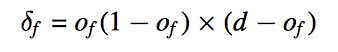 δ_f = o_f(1 − o_f) × (d − o_f)